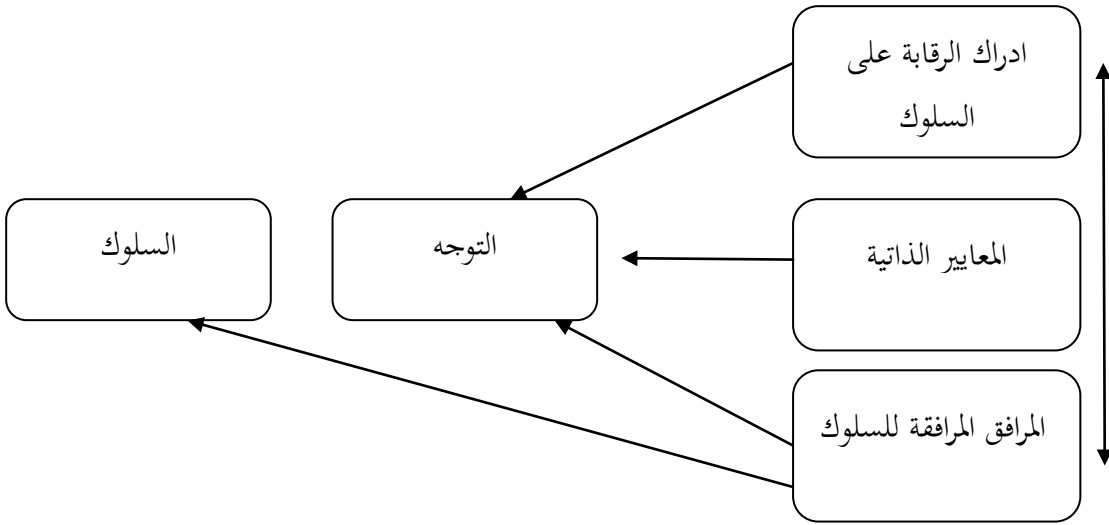 ادراك الرقابة على
السلوك
المعايير الذاتية
التوجه
السلوك
المرافق المرافقة للسلوك